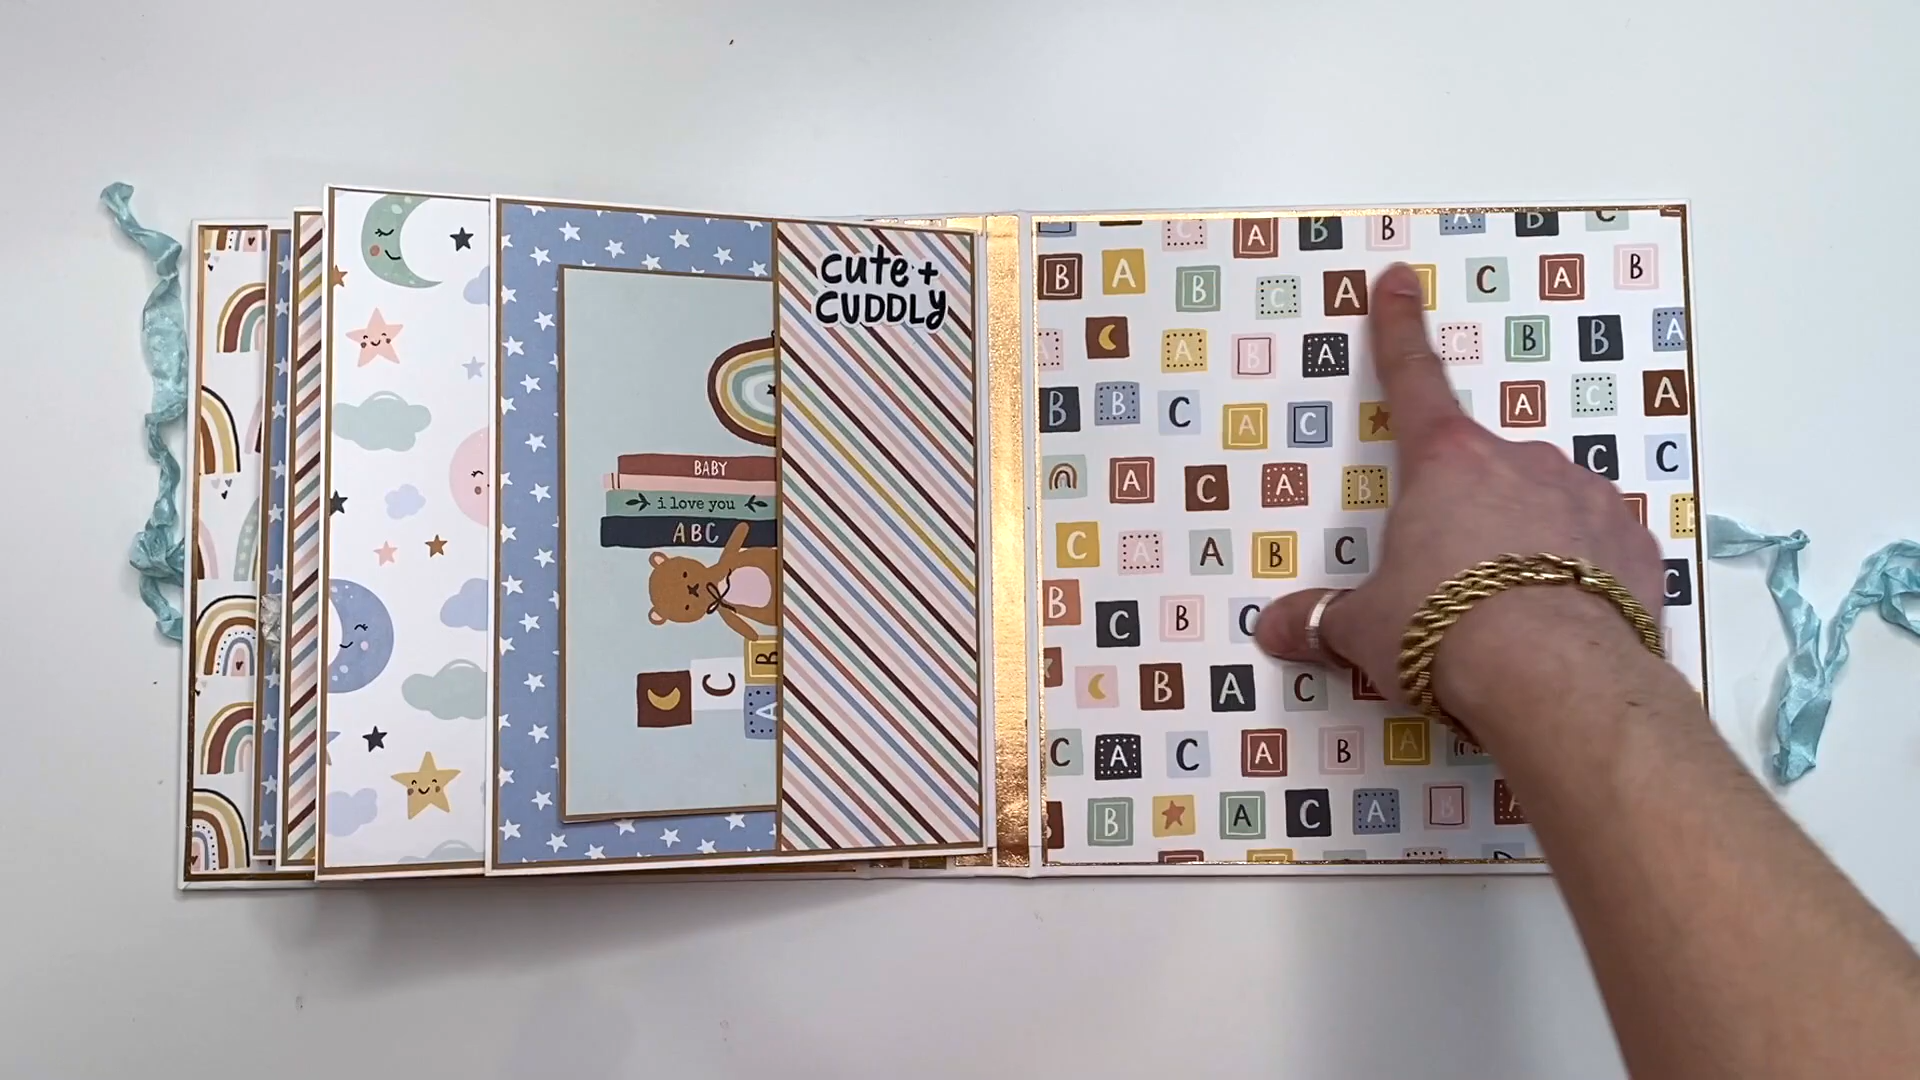 cute +
CUDDLY
BABY
i love you
ABC
C B
A
A B B A B
B A B C A C A B
A B A C B B A
B B C A C A C A
A C A B C C
C A A B C
B C B C C
B B A C
C A C A B A
B A C A B